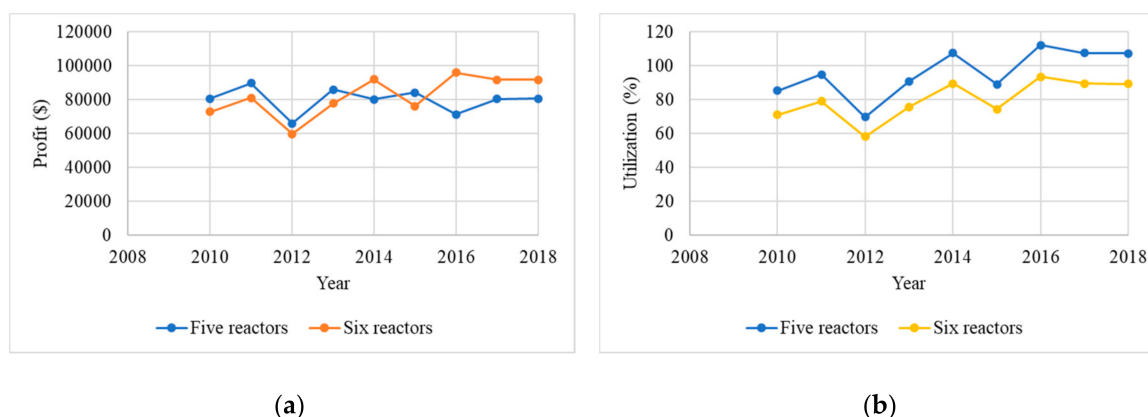 120000
100000
80000
60000
40000
20000
0
Profit ($)
2008 2010 2012 2014 2016 2018
Year
Five reactors Six reactors
(a)
120
100
80
60
40
20
0
Utilization (%)
2008 2010 2012 2014 2016 2018
Year
Five reactors Six reactors
(b)